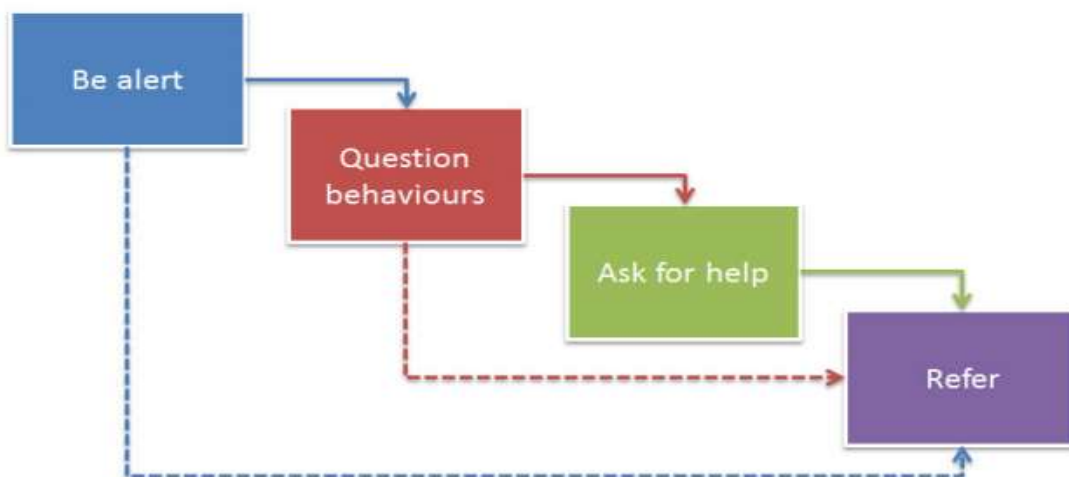 Be alert
Question
behaviours
Ask for help
Refer